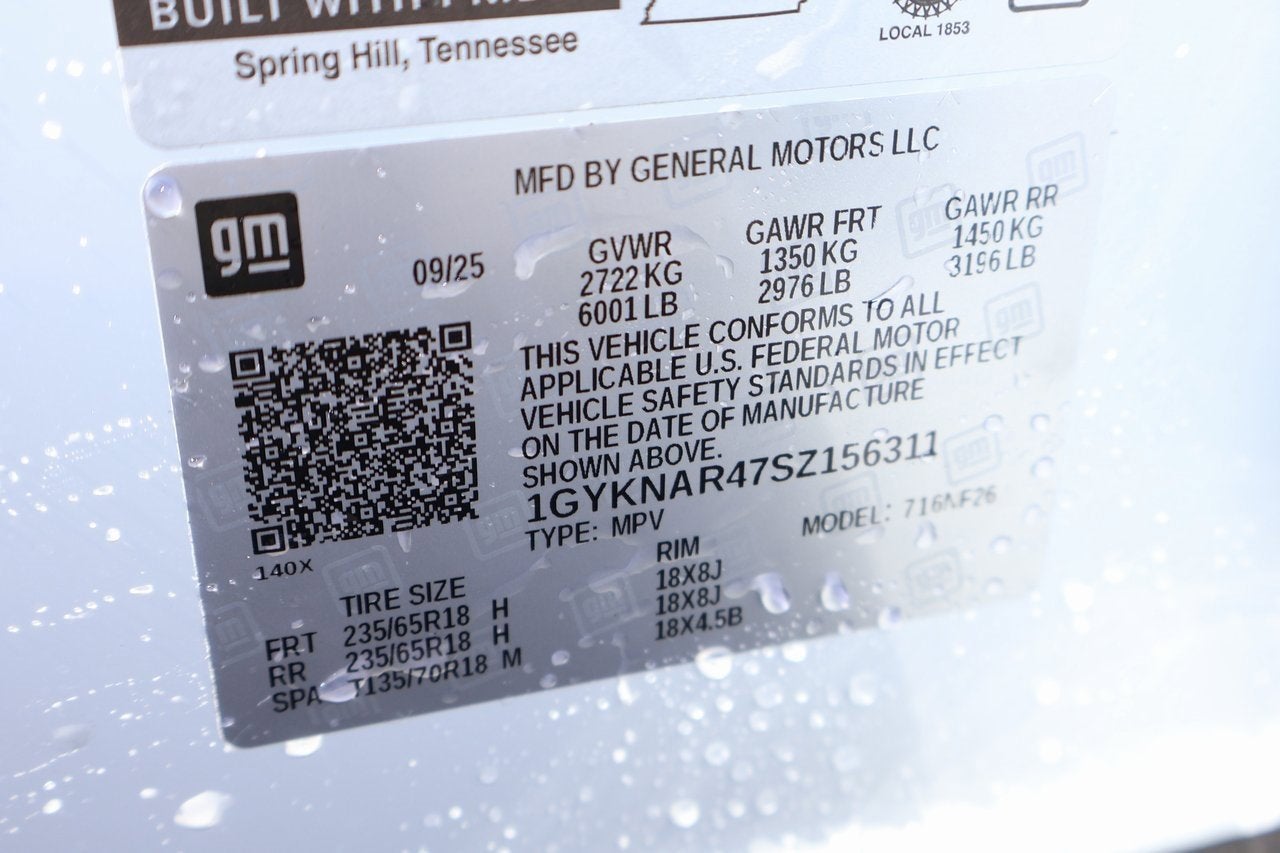 BUILT WITH
Spring Hill, Tennessee
LOCAL 1853
MFD BY GENERAL MOTORS LLC
gm
09/25
GVWR
2722 KG
6001 LB
GAWR FRT
1350 KG
2976 LB
GAWR RR
1450 KG
3196 LB
THIS VEHICLE CONFORMS TO ALL
APPLICABLE U.S. FEDERAL MOTOR
VEHICLE SAFETY STANDARDS IN EFFECT
ON THE DATE OF MANUFACTURE
SHOWN ABOVE.
1GYKNAR47SZ156311
TYPE: MPV MODEL: 716NF26
140X
TIRE SIZE RIM
FRT 235/65R18 H 18X8J
RR 235/65R18 H 18X8J
SPA T135/70R18 M 18X4.5B